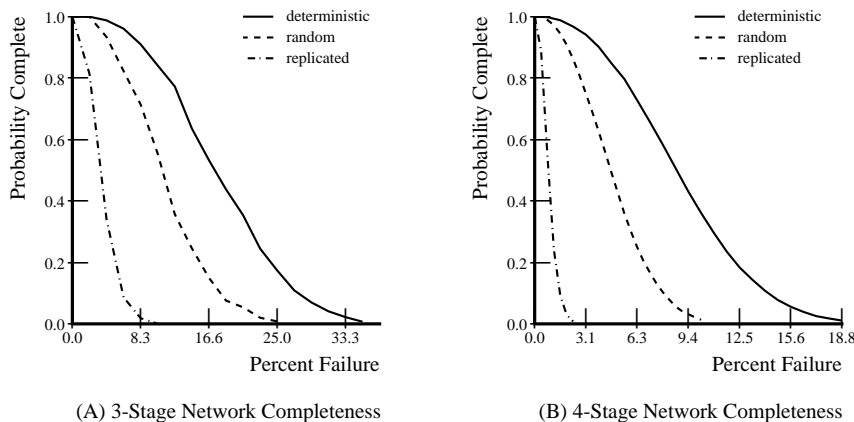 Probability Complete
1.0
0.8
0.6
0.4
0.2
0.0
0.0 8.3 16.6 25.0 33.3
Percent Failure
deterministic
random
replicated
(A) 3-Stage Network Completeness
Probability Complete
1.0
0.8
0.6
0.4
0.2
0.0
0.0 3.1 6.3 9.4 12.5 15.6 18.8
Percent Failure
deterministic
random
replicated
(B) 4-Stage Network Completeness